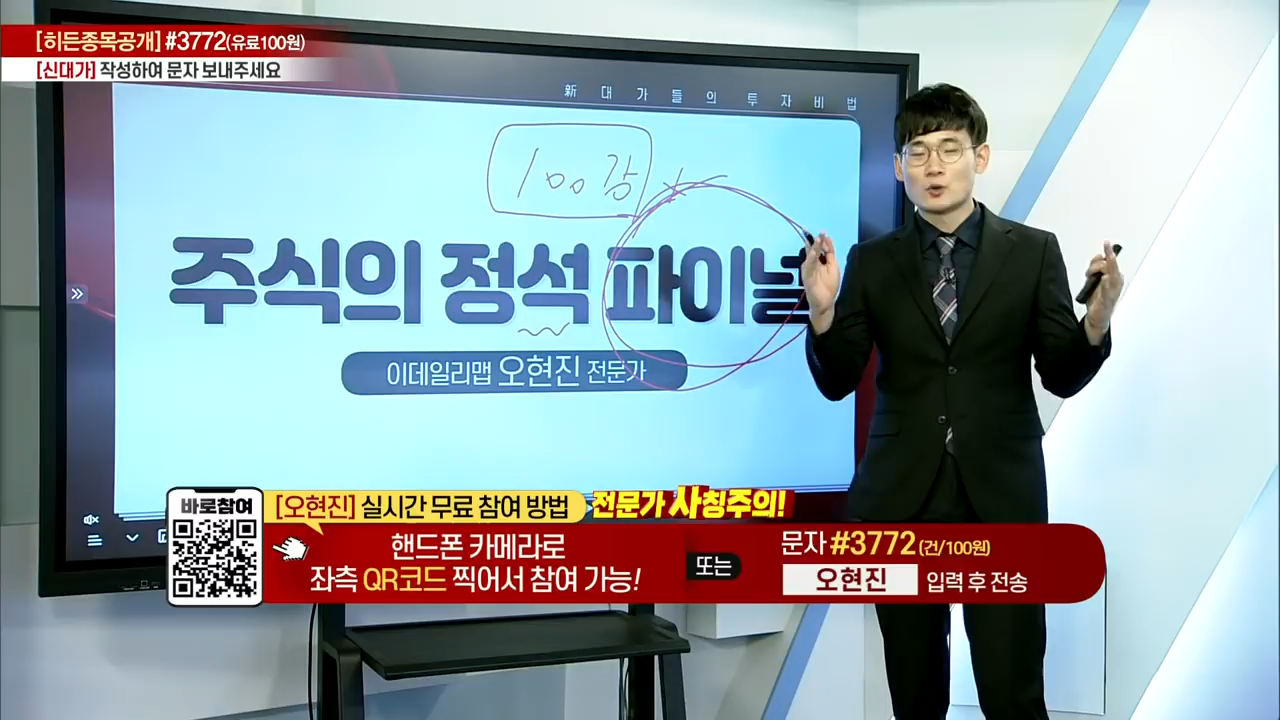 [히든종목공개] #3772(유료100원)
[신대가] 작성하여 문자 보내주세요
新대가들의 투자비법
100강
주식의 정석 파이널
이데일리맵 오현진 전문가
바로참여
[오현진] 실시간 무료 참여 방법
전문가 사칭주의!
핸드폰 카메라로
좌측 QR코드 찍어서 참여 가능!
또는
문자 #3772 (건/100원)
오현진 입력 후 전송